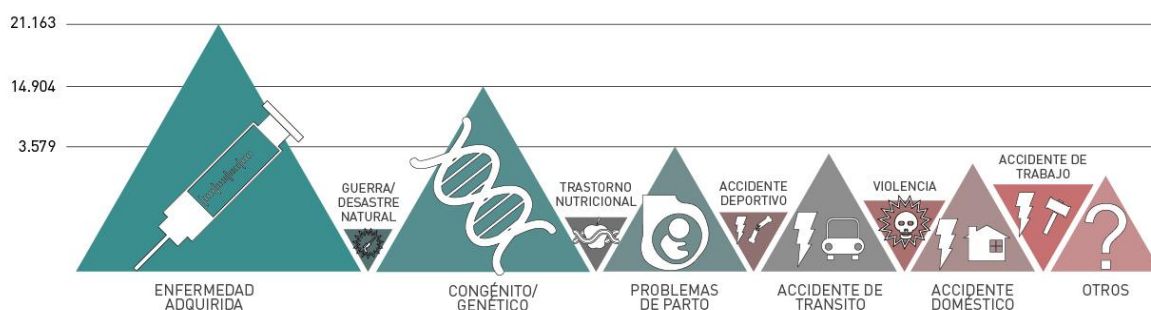 21.163
14.904
3.579
GUERRA/
DESASTRE
NATURAL
TRASTORNO
NUTRICIONAL
ACCIDENTE
DEPORTIVO
VIOLENCIA
ACCIDENTE DE
TRABAJO
ENFERMEDAD
ADQUIRIDA
CONGÉNITO/
GENÉTICO
PROBLEMAS
DE PARTO
ACCIDENTE DE
TRANSITO
ACCIDENTE
DOMÉSTICO
OTROS
?